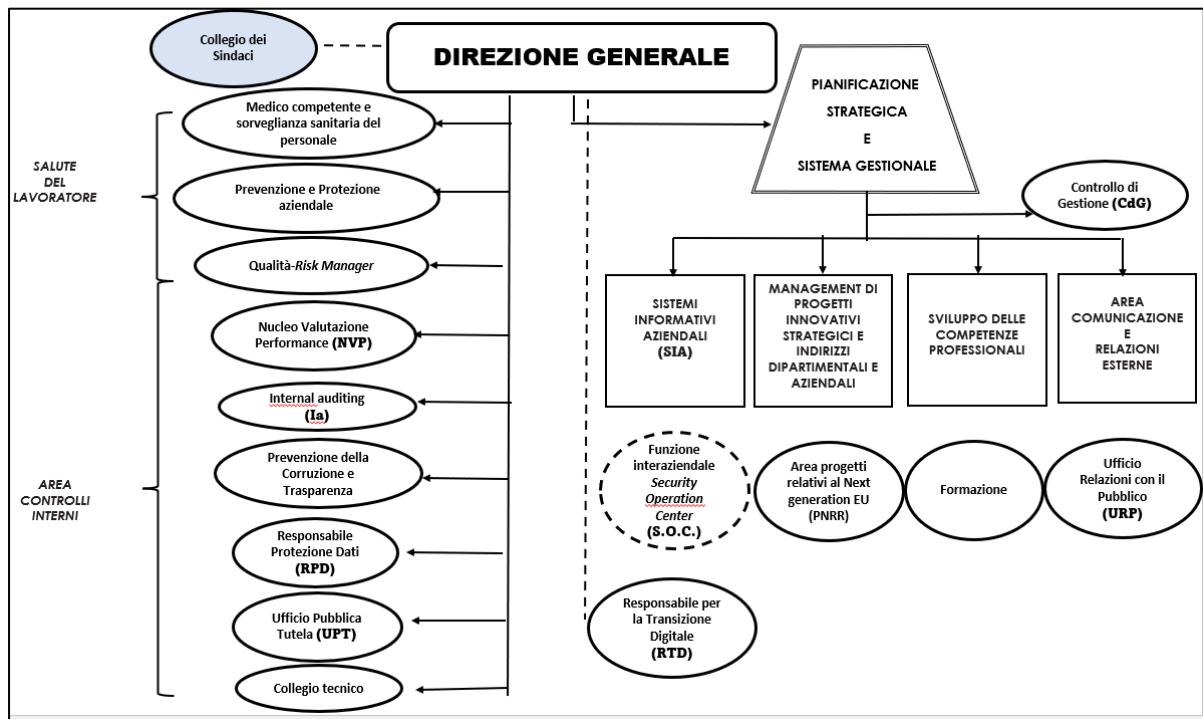 Collegio dei
Sindaci
DIREZIONE GENERALE
PIANIFICAZIONE
STRATEGICA
E
SISTEMA GESTIONALE
Controllo di
Gestione (CdG)
SALUTE
DEL
LAVORATORE
Medico competente e
sorveglianza sanitaria del
personale
Prevenzione e Protezione
aziendale
Qualità-Risk Manager
AREA
CONTROLLI
INTERNI
Nucleo Valutazione
Performance (NVP)
Internal auditing
(Ia)
Prevenzione della
Corruzione e
Trasparenza
Responsabile
Protezione Dati
(RPD)
Ufficio Pubblica
Tutela (UPT)
Collegio tecnico
SISTEMI
INFORMATIVI
AZIENDALI
(SIA)
MANAGEMENT DI
PROGETTI
INNOVATIVI
STRATEGICI E
INDIRIZZI
DIPARTIMENTALI E
AZIENDALI
SVILUPPO DELLE
COMPETENZE
PROFESSIONALI
AREA
COMUNICAZIONE
E
RELAZIONI
ESTERNE
Funzione
interaziendale
Security
Operation
Center
(S.O.C.)
Area progetti
relativi al Next
generation EU
(PNRR)
Formazione
Ufficio
Relazioni con il
Pubblico
(URP)
Responsabile per
la Transizione
Digitale
(RTD)